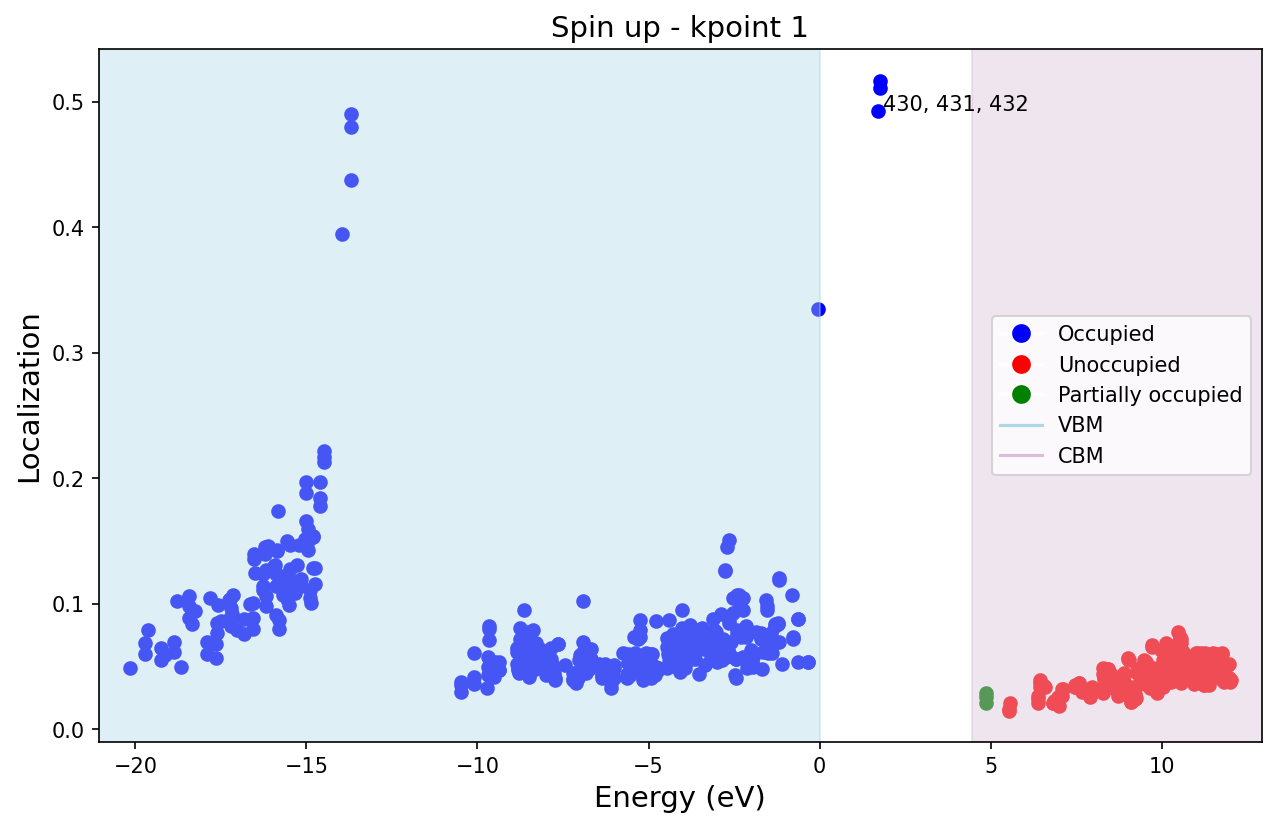 Spin up - kpoint 1
Localization
0.5
0.4
0.3
0.2
0.1
0.0
430, 431, 432
Occupied
Unoccupied
Partially occupied
VBM
CBM
−20
−15
−10
−5
0
5
10
Energy (eV)